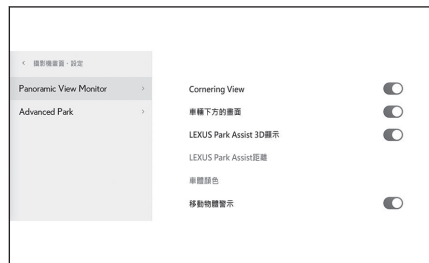 < 攝影機畫面·設定
Panoramic View Monitor >
Advanced Park >
Cornering View
車輛下方的畫面
LEXUS Park Assist 3D顯示
LEXUS Park Assist距離
車體顏色
移動物體警示